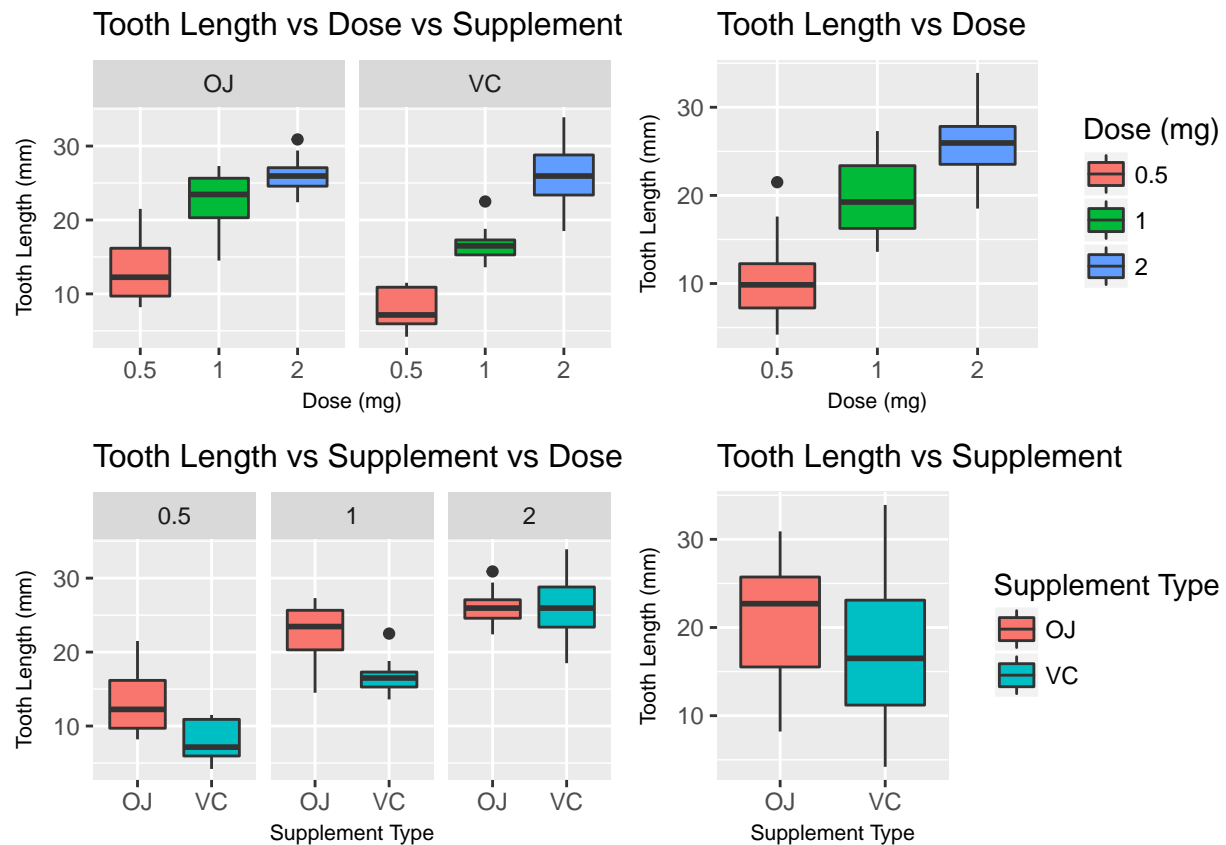 Tooth Length vs Dose vs Supplement
OJ
VC
Tooth Length (mm)
30
20
10
0.5
1
2
0.5
1
2
Dose (mg)
Tooth Length vs Dose
Tooth Length (mm)
30
20
10
0.5
1
2
Dose (mg)
Dose (mg)
0.5
1
2
Tooth Length vs Supplement vs Dose
0.5
1
2
Tooth Length (mm)
30
20
10
OJ
VC
OJ
VC
OJ
VC
Supplement Type
Tooth Length vs Supplement
Tooth Length (mm)
30
20
10
OJ
VC
Supplement Type
Supplement Type
OJ
VC